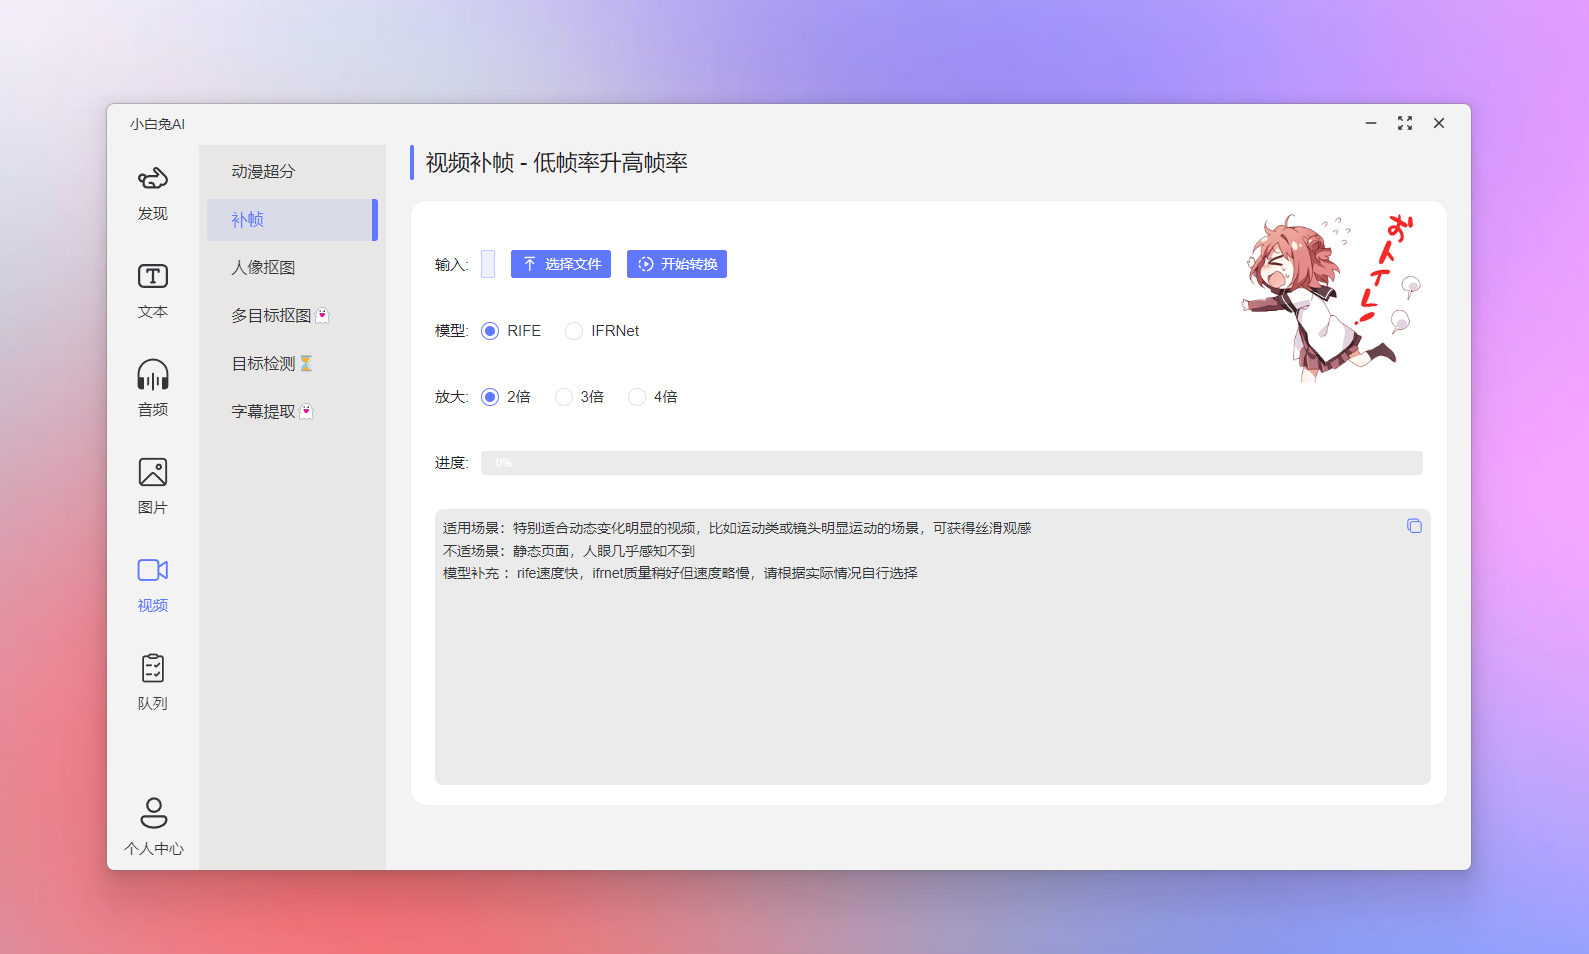 小白兔AI
发现
文本
音频
图片
视频
队列
个人中心
动漫超分
补帧
人像抠图
多目标抠图👻
目标检测⏳
字幕提取👻
视频补帧 - 低帧率升高帧率
输入: 选择文件 开始转换
模型: RIFE IFRNet
放大: 2倍 3倍 4倍
进度: 0%
适用场景：特别适合动态变化明显的视频，比如运动类或镜头明显运动的场景，可获得丝滑观感
不适场景：静态页面，人眼几乎感知不到
模型补充 ：rife速度快，ifrnet质量稍好但速度略慢，请根据实际情况自行选择
おトイレ!